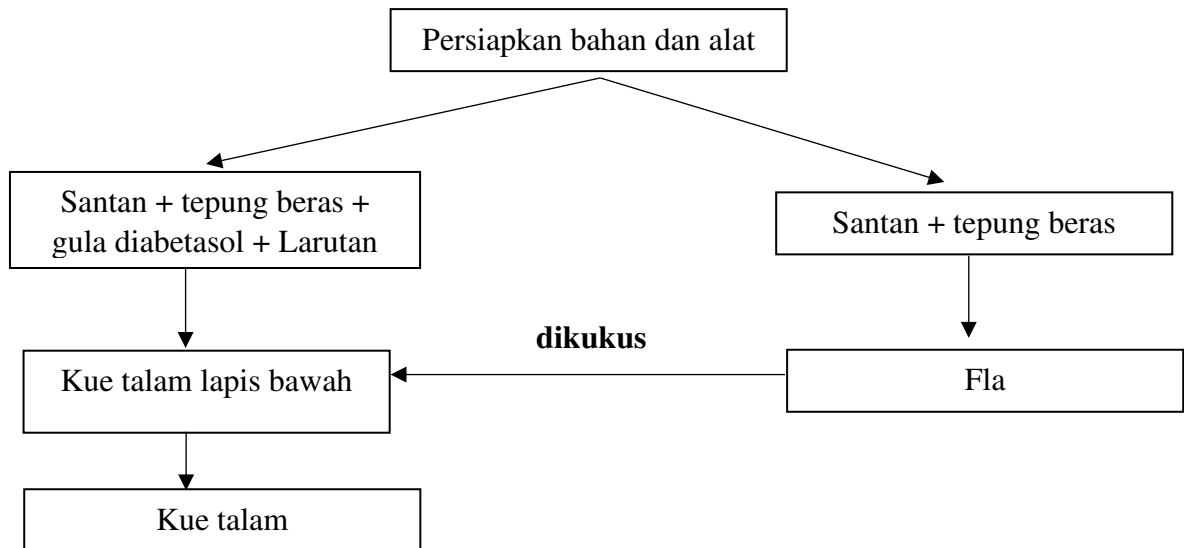 Persiapkan bahan dan alat
Santan + tepung beras +
gula diabetasol + Larutan
Santan + tepung beras
dikukus
Kue talam lapis bawah
Fla
Kue talam